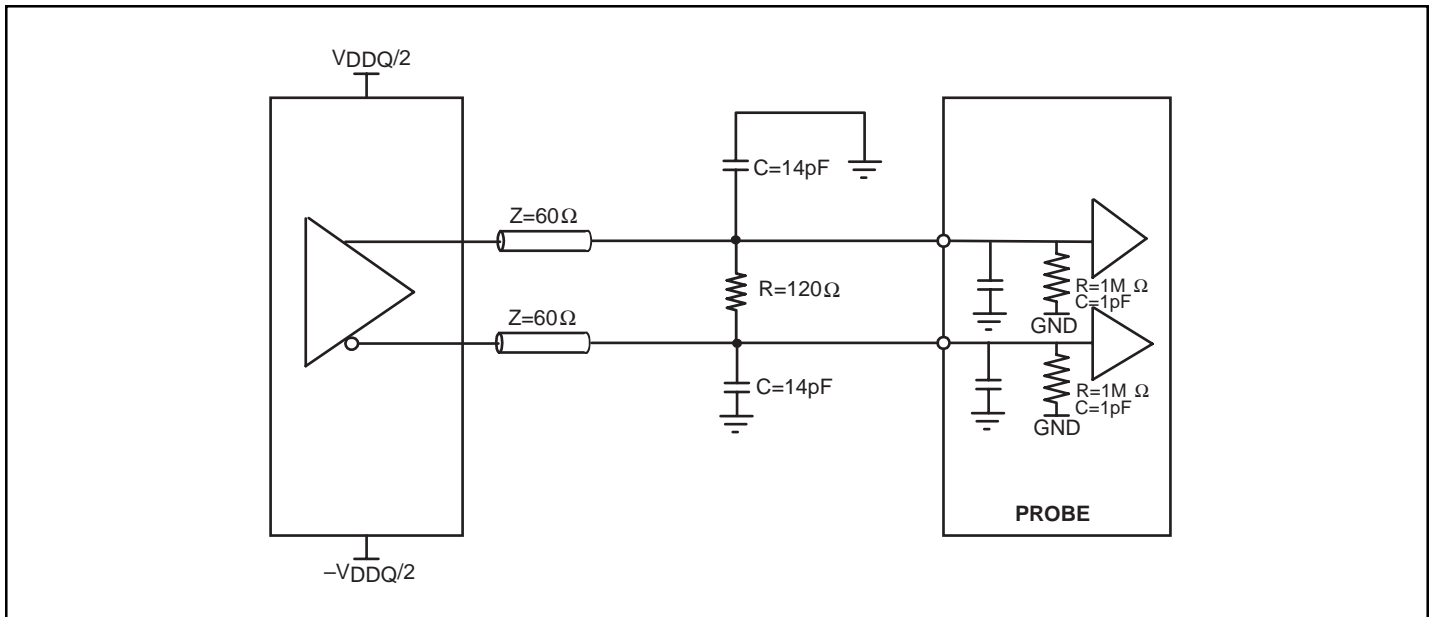 VDDQ/2
C=14pF
Z=60Ω
R=120Ω
R=1M Ω
C=1pF
GND
Z=60Ω
C=14pF
R=1M Ω
C=1pF
GND
PROBE
–VDDQ/2